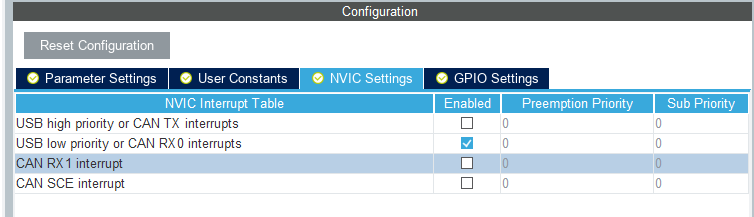 Configuration
Reset Configuration
Parameter Settings User Constants NVIC Settings GPIO Settings
NVIC Interrupt Table Enabled Preemption Priority Sub Priority
USB high priority or CAN TX interrupts 0 0
USB low priority or CAN RX0 interrupts 0 0
CAN RX1 interrupt 0 0
CAN SCE interrupt 0 0